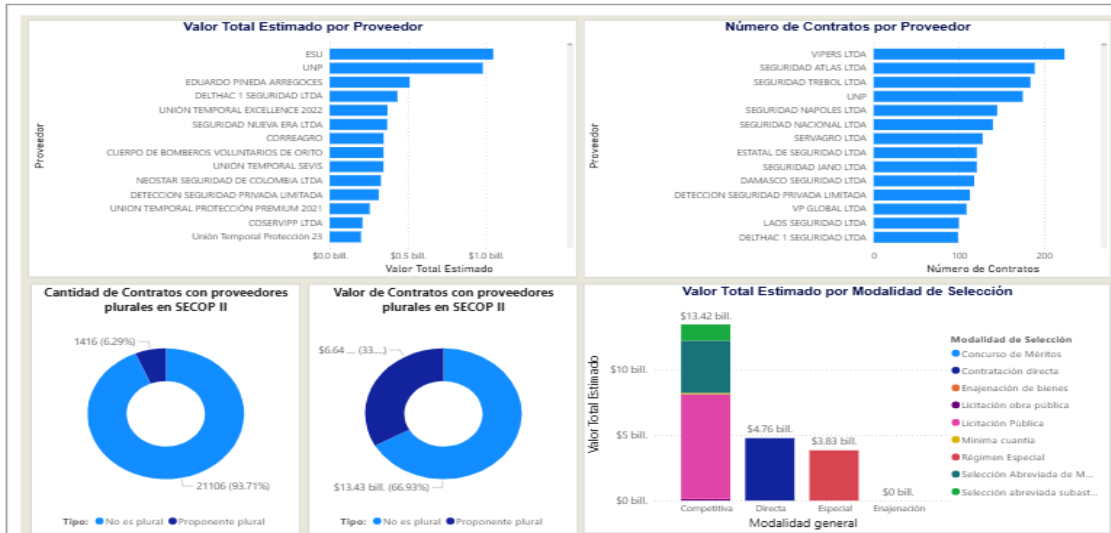 Valor Total Estimado por Proveedor
Proveedor
ESU
UNP
EDUARDO PINEDA ARREGOCES
DELTHAC 1 SEGURIDAD LTDA
UNIÓN TEMPORAL EXCELLENCE 2022
SEGURIDAD NUEVA ERA LTDA
CORREAGRO
CUERPO DE BOMBEROS VOLUNTARIOS DE ORITO
UNIÓN TEMPORAL SEVIS
NEOSTAR SEGURIDAD DE COLOMBIA LTDA
DETECCION SEGURIDAD PRIVADA LIMITADA
UNION TEMPORAL PROTECCIÓN PREMIUM 2021
COSERVIPP LTDA
Unión Temporal Protección 23
$0.0 bill. $0.5 bill. $1.0 bill.
Valor Total Estimado
Número de Contratos por Proveedor
Proveedor
VIPERS LTDA
SEGURIDAD ATLAS LTDA
SEGURIDAD TREBOL LTDA
UNP
SEGURIDAD NAPOLES LTDA
SEGURIDAD NACIONAL LTDA
SERVAGRO LTDA
ESTATAL DE SEGURIDAD LTDA
SEGURIDAD JANO LTDA
DAMASCO SEGURIDAD LTDA
DETECCION SEGURIDAD PRIVADA LIMITADA
VP GLOBAL LTDA
LAOS SEGURIDAD LTDA
DELTHAC 1 SEGURIDAD LTDA
0 100 200
Número de Contratos
Cantidad de Contratos con proveedores
plurales en SECOP II
1416 (6.29%)
21106 (93.71%)
Tipo: No es plural Proponente plural
Valor de Contratos con proveedores
plurales en SECOP II
$6.64 ... (33....)
$13.43 bill. (66.93%)
Tipo: No es plural Proponente plural
Valor Total Estimado por Modalidad de Selección
Valor Total Estimado
$10 bill.
$5 bill.
$0 bill.
$13.42 bill.
$4.76 bill.
$3.83 bill.
$0 bill.
Competitiva Directa Especial Enajenación
Modalidad general
Modalidad de Selección
Concurso de Méritos
Contratación directa
Enajenación de bienes
Licitación obra pública
Licitación Pública
Mínima cuantía
Régimen Especial
Selección Abreviada de M...
Selección abreviada subast...